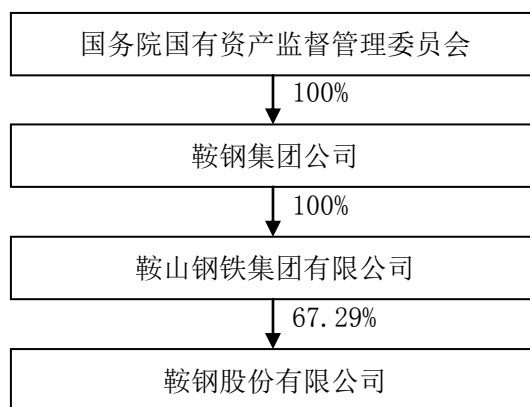 国务院国有资产监督管理委员会
100%
鞍钢集团公司
100%
鞍山钢铁集团有限公司
67.29%
鞍钢股份有限公司